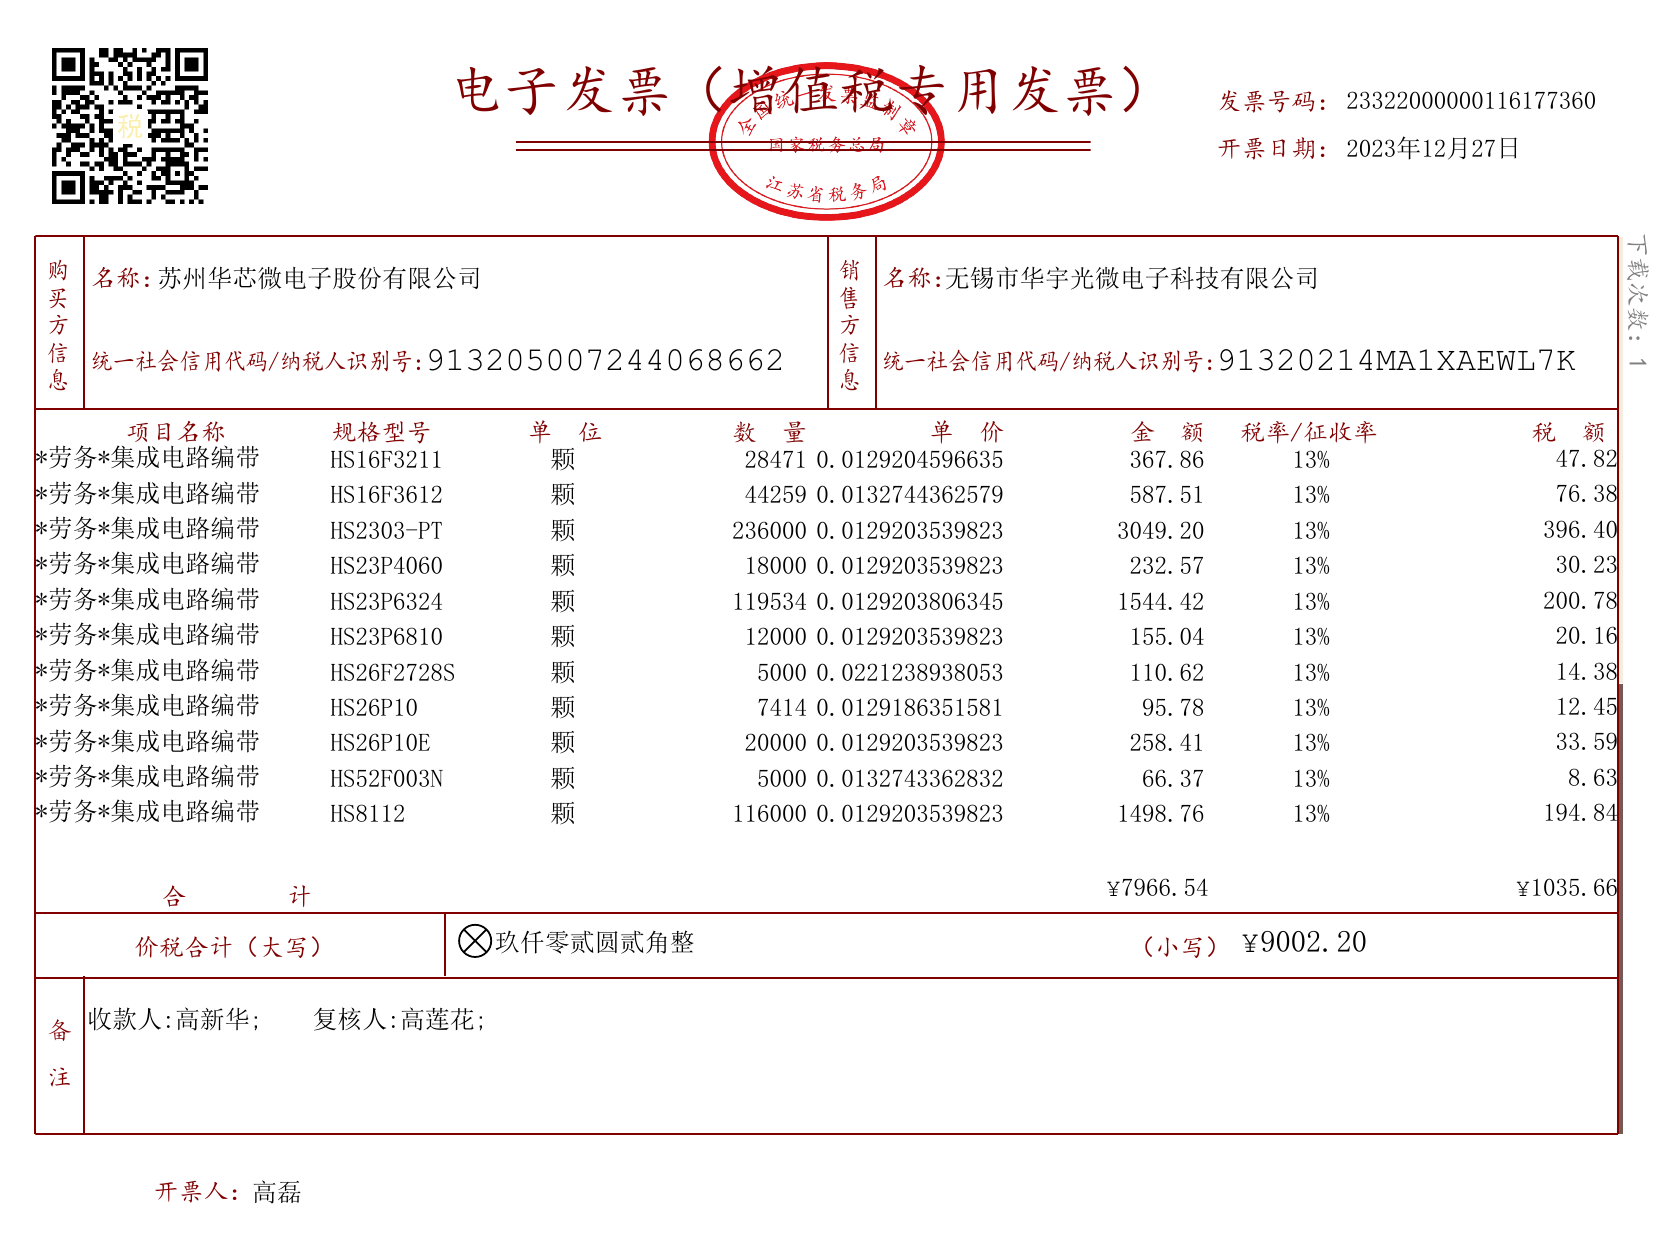 电子发票（增值税专用发票）
税
全国统一发票监制章
国家税务总局
江苏省税务局
发票号码：23322000000116177360
开票日期：2023年12月27日
下载次数：1
购买方信息
名称：苏州华芯微电子股份有限公司
统一社会信用代码/纳税人识别号：913205007244068662
销售方信息
名称：无锡市华宇光微电子科技有限公司
统一社会信用代码/纳税人识别号：91320214MA1XAEWL7K
项目名称 规格型号 单位 数量 单价 金额 税率/征收率 税额
*劳务*集成电路编带 HS16F3211 颗 28471 0.0129204596635 367.86 13% 47.82
*劳务*集成电路编带 HS16F3612 颗 44259 0.0132744362579 587.51 13% 76.38
*劳务*集成电路编带 HS2303-PT 颗 236000 0.0129203539823 3049.20 13% 396.40
*劳务*集成电路编带 HS23P4060 颗 18000 0.0129203539823 232.57 13% 30.23
*劳务*集成电路编带 HS23P6324 颗 119534 0.0129203806345 1544.42 13% 200.78
*劳务*集成电路编带 HS23P6810 颗 12000 0.0129203539823 155.04 13% 20.16
*劳务*集成电路编带 HS26F2728S 颗 5000 0.0221238938053 110.62 13% 14.38
*劳务*集成电路编带 HS26P10 颗 7414 0.0129186351581 95.78 13% 12.45
*劳务*集成电路编带 HS26P10E 颗 20000 0.0129203539823 258.41 13% 33.59
*劳务*集成电路编带 HS52F003N 颗 5000 0.0132743362832 66.37 13% 8.63
*劳务*集成电路编带 HS8112 颗 116000 0.0129203539823 1498.76 13% 194.84
合计 ¥7966.54 ¥1035.66
价税合计（大写） 玖仟零贰圆贰角整 （小写） ¥9002.20
备注
收款人:高新华; 复核人:高莲花;
开票人：高磊